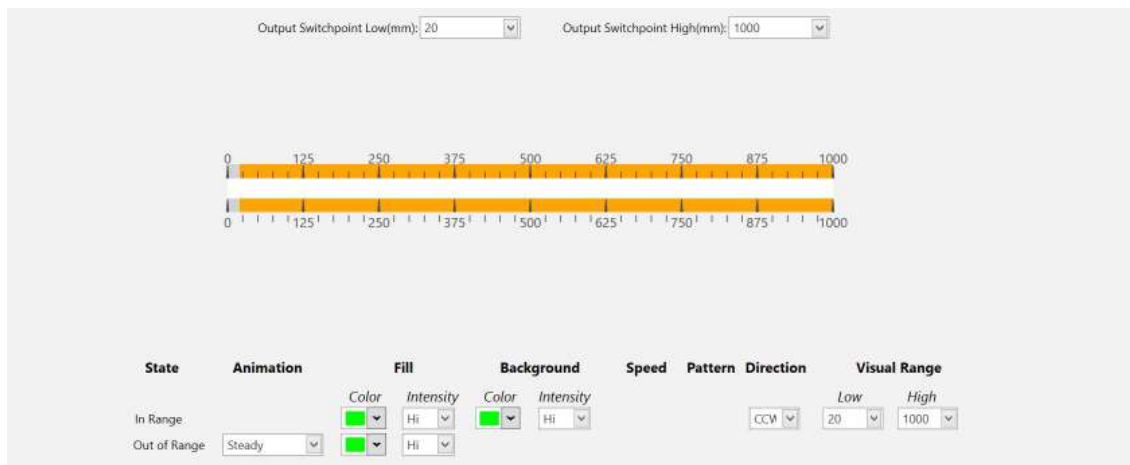 Output Switchpoint Low(mm): 20 Output Switchpoint High(mm): 1000
0 125 250 375 500 625 750 875 1000
0 125 250 375 500 625 750 875 1000
State Animation Fill Background Speed Pattern Direction Visual Range
Color Intensity Color Intensity Low High
In Range Hi Hi CCW 20 1000
Out of Range Steady Hi